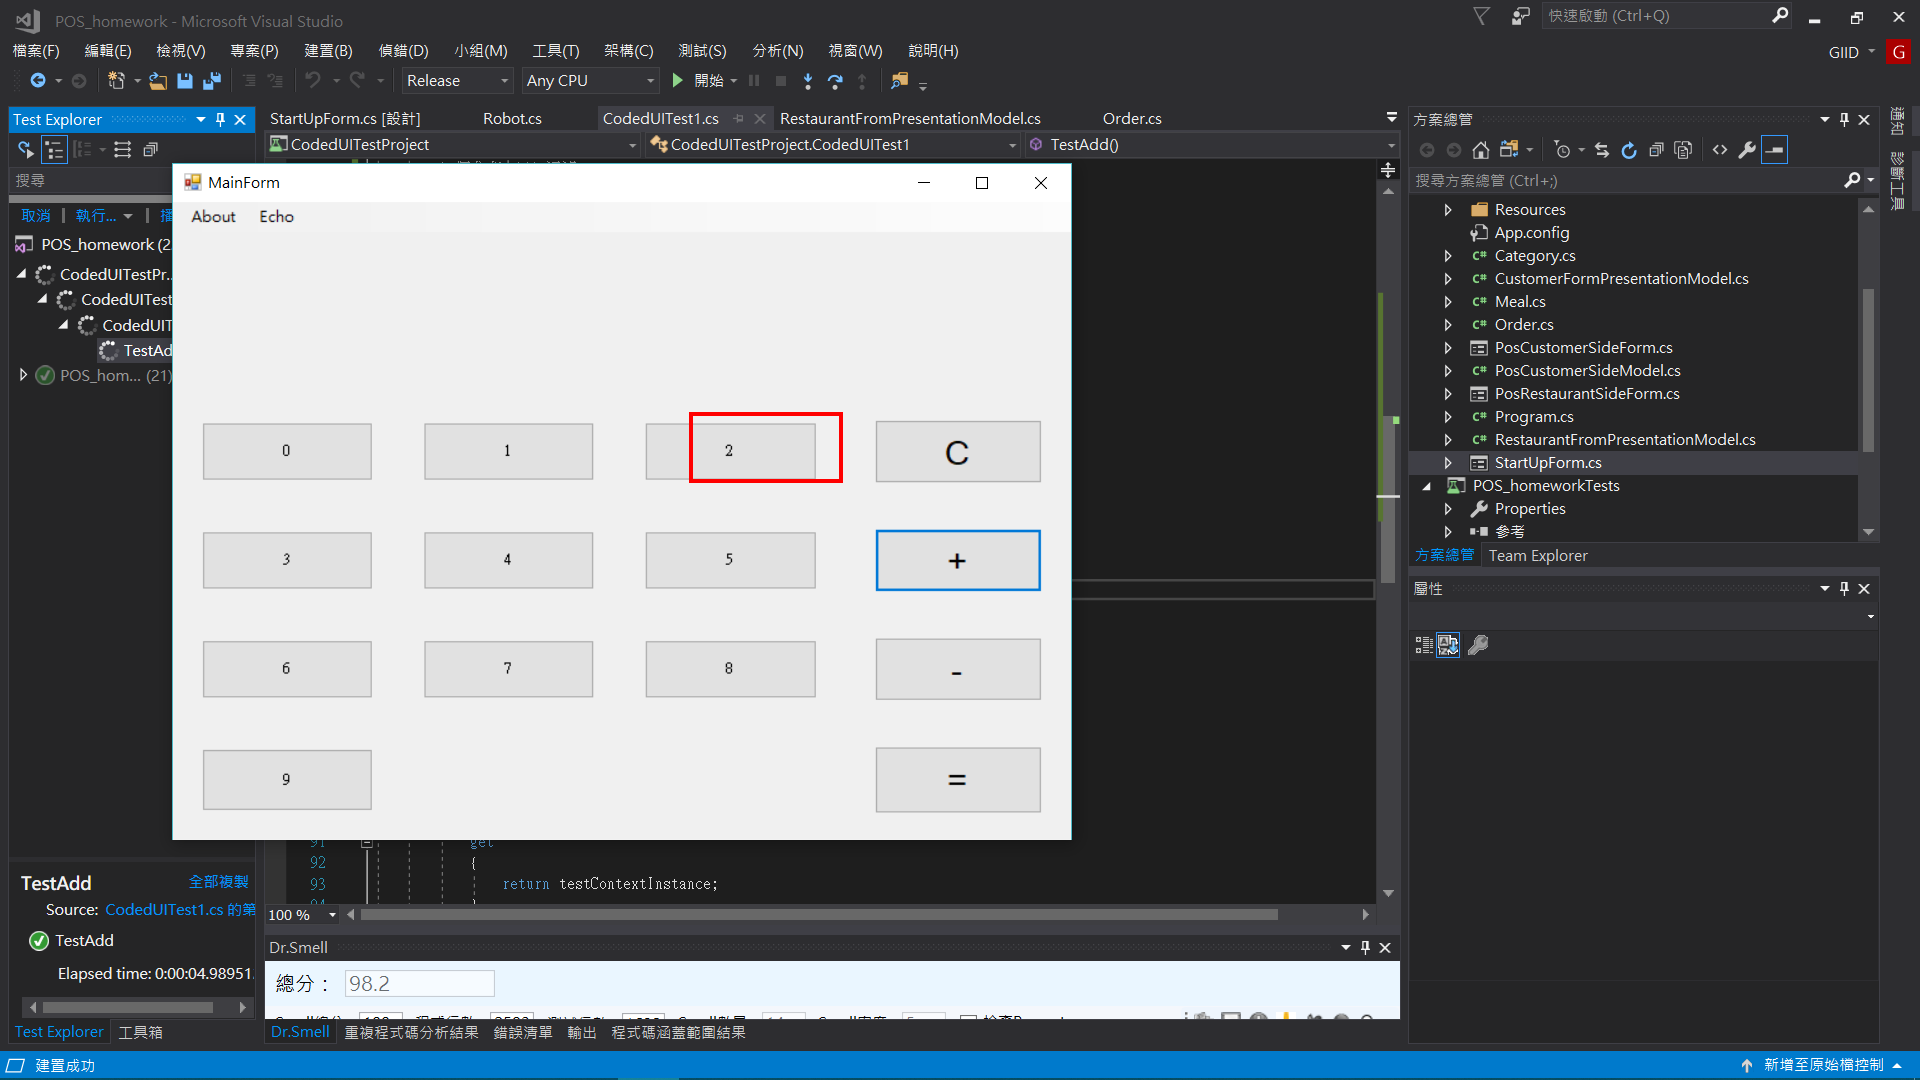 POS_homework - Microsoft Visual Studio
快速啟動 (Ctrl+Q)
檔案(F) 編輯(E) 檢視(V) 專案(P) 建置(B) 偵錯(D) 小組(M) 工具(T) 架構(C) 測試(S) 分析(N) 視窗(W) 說明(H)
GIID G
Release Any CPU 開始
Test Explorer
StartUpForm.cs [設計] Robot.cs CodedUITest1.cs RestaurantFromPresentationModel.cs Order.cs
CodedUITestProject CodedUITestProject.CodedUITest1 TestAdd()
搜尋
取消 執行... 播
POS_homework (2
CodedUITestPr..
CodedUITest
CodedUIT
TestAd
POS_hom... (21)
MainForm
About Echo
0 1 2 C
3 4 5 +
6 7 8 -
9 =
91 get
92 {
93 return testContextInstance;
100 %
TestAdd 全部複製
Source: CodedUITest1.cs 的第
TestAdd
Elapsed time: 0:00:04.98951
Test Explorer 工具箱
Dr.Smell
總分： 98.2
Dr.Smell 重複程式碼分析結果 錯誤清單 輸出 程式碼涵蓋範圍結果
方案總管
搜尋方案總管 (Ctrl+;)
Resources
App.config
Category.cs
CustomerFormPresentationModel.cs
Meal.cs
Order.cs
PosCustomerSideForm.cs
PosCustomerSideModel.cs
PosRestaurantSideForm.cs
Program.cs
RestaurantFromPresentationModel.cs
StartUpForm.cs
POS_homeworkTests
Properties
參考
方案總管 Team Explorer
屬性
通知
診斷工具
建置成功
新增至原始檔控制